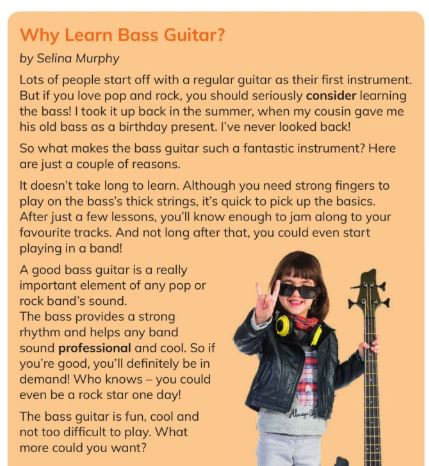 Why Learn Bass Guitar?
by Selina Murphy
Lots of people start off with a regular guitar as their first instrument.
But if you love pop and rock, you should seriously consider learning
the bass! I took it up back in the summer, when my cousin gave me
his old bass as a birthday present. I've never looked back!
So what makes the bass guitar such a fantastic instrument? Here
are just a couple of reasons.
It doesn't take long to learn. Although you need strong fingers to
play on the bass's thick strings, it's quick to pick up the basics.
After just a few lessons, you'll know enough to jam along to your
favourite tracks. And not long after that, you could even start
playing in a band!
A good bass guitar is a really
important element of any pop or
rock band's sound.
The bass provides a strong
rhythm and helps any band
sound professional and cool. So if
you're good, you'll definitely be in
demand! Who knows – you could
even be a rock star one day!
The bass guitar is fun, cool and
not too difficult to play. What
more could you want?